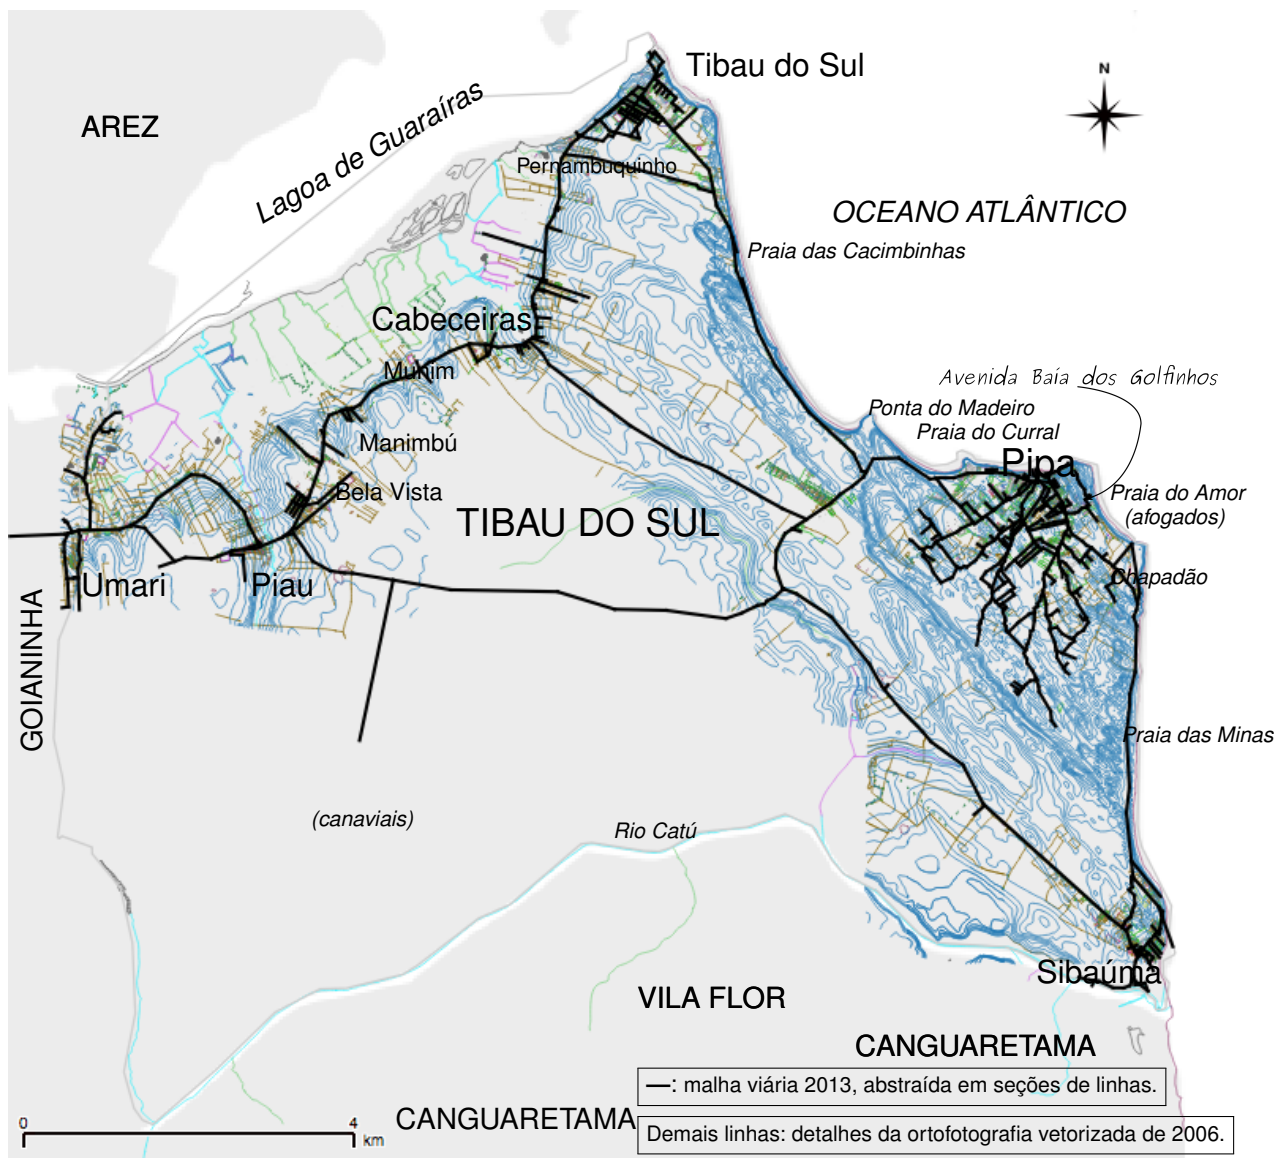 Tibau do Sul
N
AREZ
Lagoa de Guaraíras
Pernambuquinho
OCEANO ATLÂNTICO
Praia das Cacimbinhas
Cabeceiras
Munim
Avenida Baía dos Golfinhos
Ponta do Madeiro
Praia do Curral
Manimbú
Pipa
Bela Vista
Praia do Amor
(afogados)
TIBAU DO SUL
Umari
Piau
Chapadão
GOIANINHA
Praia das Minas
(canaviais)
Rio Catú
Sibaúma
VILA FLOR
CANGUARETAMA
—: malha viária 2013, abstraída em seções de linhas.
CANGUARETAMA
Demais linhas: detalhes da ortofotografia vetorizada de 2006.
0 4
km